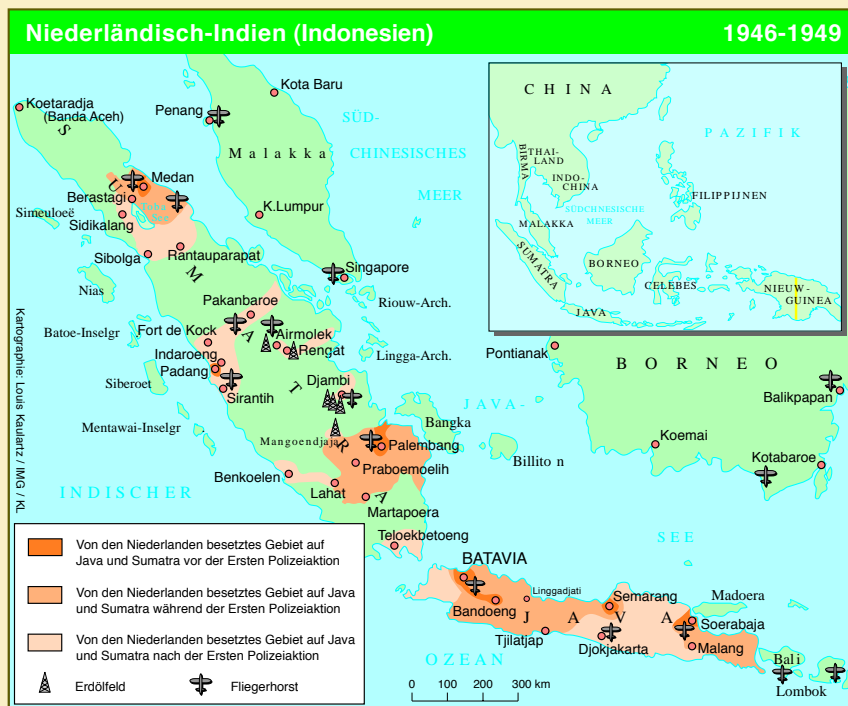 Niederländisch-Indien (Indonesien) 1946-1949
Koetaradja
(Banda Aceh)
Kota Baru
Penang
SÜD-
CHINESISCHES
MEER
Malakka
SUMATRA
Medan
Berastagi
Simeuloeë
Sidikalang
K.Lumpur
Sibolga
Rantauparapat
Singapore
Nias
Pakanbaroe
Riouw-Arch.
Batoe-Inselgr
Fort de Kock
Airmolek
Rengat
Lingga-Arch.
Indaroeng
Padang
Siberoet
Sirantih
Djambi
Mentawai-Inselgr
Mangoendjaja
Bangka
JAVA-
Palembang
Praboemoelih
Billiton
Benkoelen
Lahat
Martapoera
INDISCHER
Teloekbetoeng
SEE
Pontianak
BORNEO
Balikpapan
Koemai
Kotabaroe
BATAVIA
Linggadjati
Semarang
Madoera
Bandoeng
JAVA
Soerabaja
Tjilatjap
Djokjakarta
Malang
OZEAN
Bali
Lombok
0 100 200 300 km
CHINA
PAZIFIK
BIRMA
THAI-
LAND
INDO-
CHINA
FILIPPIJNEN
SÜDCHNESISCHE
MEER
MALAKKA
SUMATRA
BORNEO
CELEBES
NIEUW-
GUINEA
JAVA
Von den Niederlanden besetztes Gebiet auf
Java und Sumatra vor der Ersten Polizeiaktion
Von den Niederlanden besetztes Gebiet auf Java
und Sumatra während der Ersten Polizeiaktion
Von den Niederlanden besetztes Gebiet auf Java
und Sumatra nach der Ersten Polizeiaktion
Erdölfeld
Fliegerhorst
Kartographie: Louis Kaulartz / IMG / KL